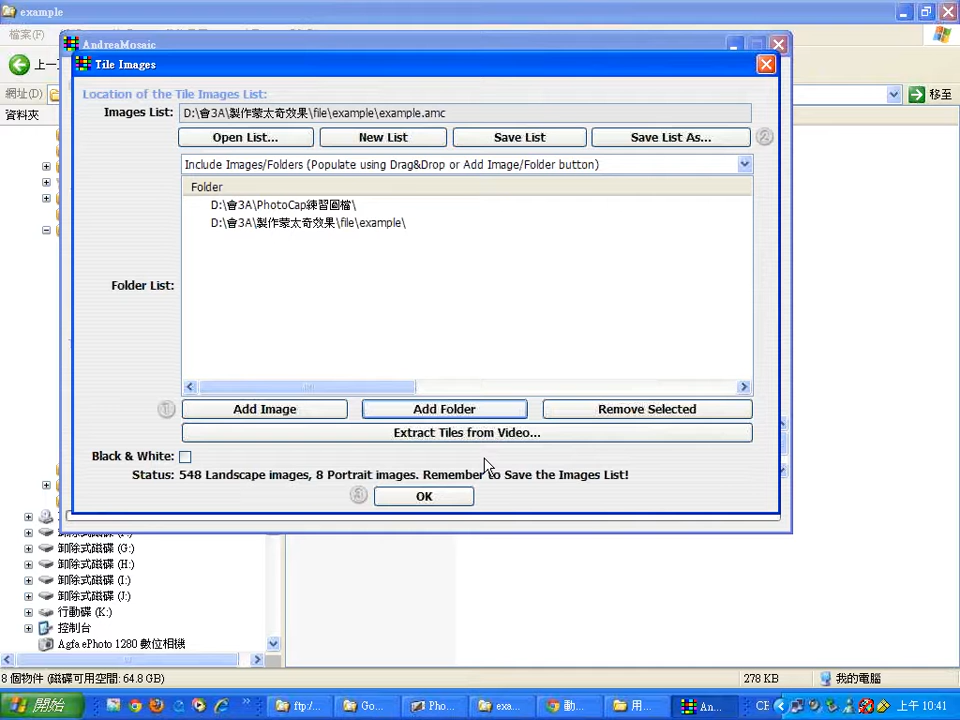 example
檔案(F)
AndreaMosaic
Tile Images
上一
網址(D)
移至
資料夾
Location of the Tile Images List:
Images List: D:\會3A\製作蒙太奇效果\file\example\example.amc
Open List... New List Save List Save List As... 2
Include Images/Folders (Populate using Drag&Drop or Add Image/Folder button)
Folder
D:\會3A\PhotoCap練習圖檔\
D:\會3A\製作蒙太奇效果\file\example\
Folder List:
1 Add Image Add Folder Remove Selected
Extract Tiles from Video...
Black & White:
Status: 548 Landscape images, 8 Portrait images. Remember to Save the Images List!
3 OK
卸除式磁碟 (G:)
卸除式磁碟 (H:)
卸除式磁碟 (I:)
卸除式磁碟 (J:)
行動碟 (K:)
控制台
Agfa ePhoto 1280 數位相機
8 個物件 (磁碟可用空間: 64.8 GB) 278 KB 我的電腦
開始 ftp:/... Go... Pho... exa... 動... 用... An... CH 上午 10:41